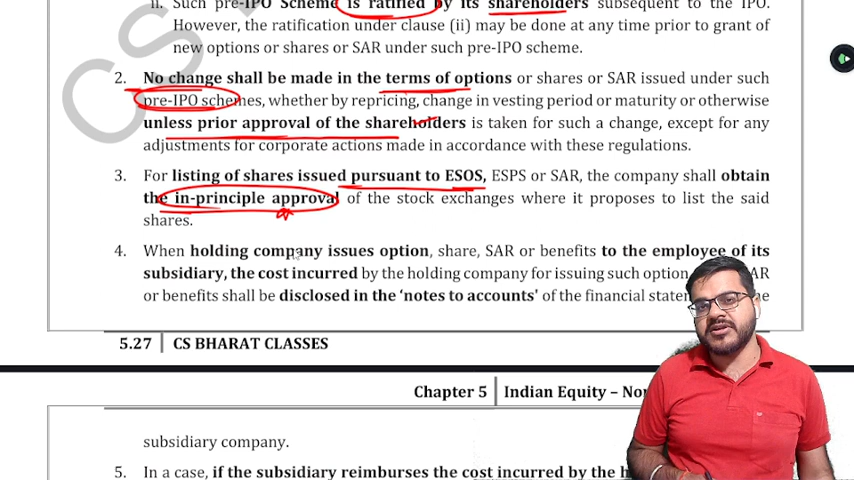 ii. Such pre-IPO Scheme is ratified by its shareholders subsequent to the IPO.
However, the ratification under clause (ii) may be done at any time prior to grant of
new options or shares or SAR under such pre-IPO scheme.
2. No change shall be made in the terms of options or shares or SAR issued under such
pre-IPO schemes, whether by repricing, change in vesting period or maturity or otherwise
unless prior approval of the shareholders is taken for such a change, except for any
adjustments for corporate actions made in accordance with these regulations.
3. For listing of shares issued pursuant to ESOS, ESPS or SAR, the company shall obtain
the in-principle approval of the stock exchanges where it proposes to list the said
shares.
4. When holding company issues option, share, SAR or benefits to the employee of its
subsidiary, the cost incurred by the holding company for issuing such option AR
or benefits shall be disclosed in the 'notes to accounts' of the financial state
5.27 CS BHARAT CLASSES
Chapter 5 Indian Equity – No
subsidiary company.
5. In a case, if the subsidiary reimburses the cost incurred by the h
CS